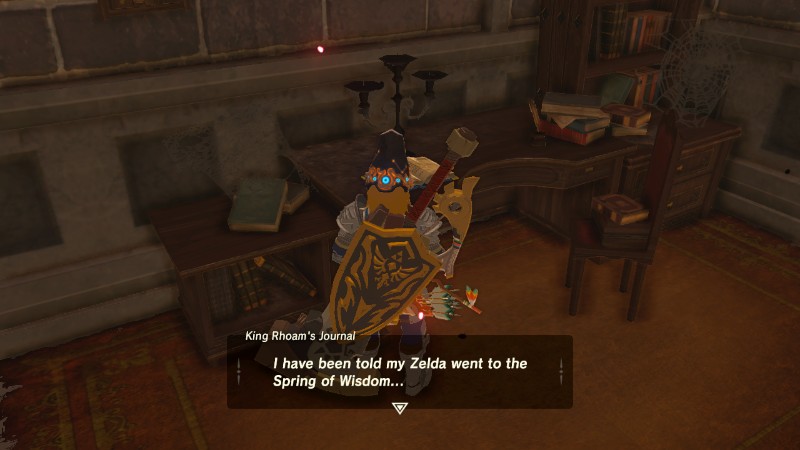 King Rhoam's Journal
I have been told my Zelda went to the
Spring of Wisdom...